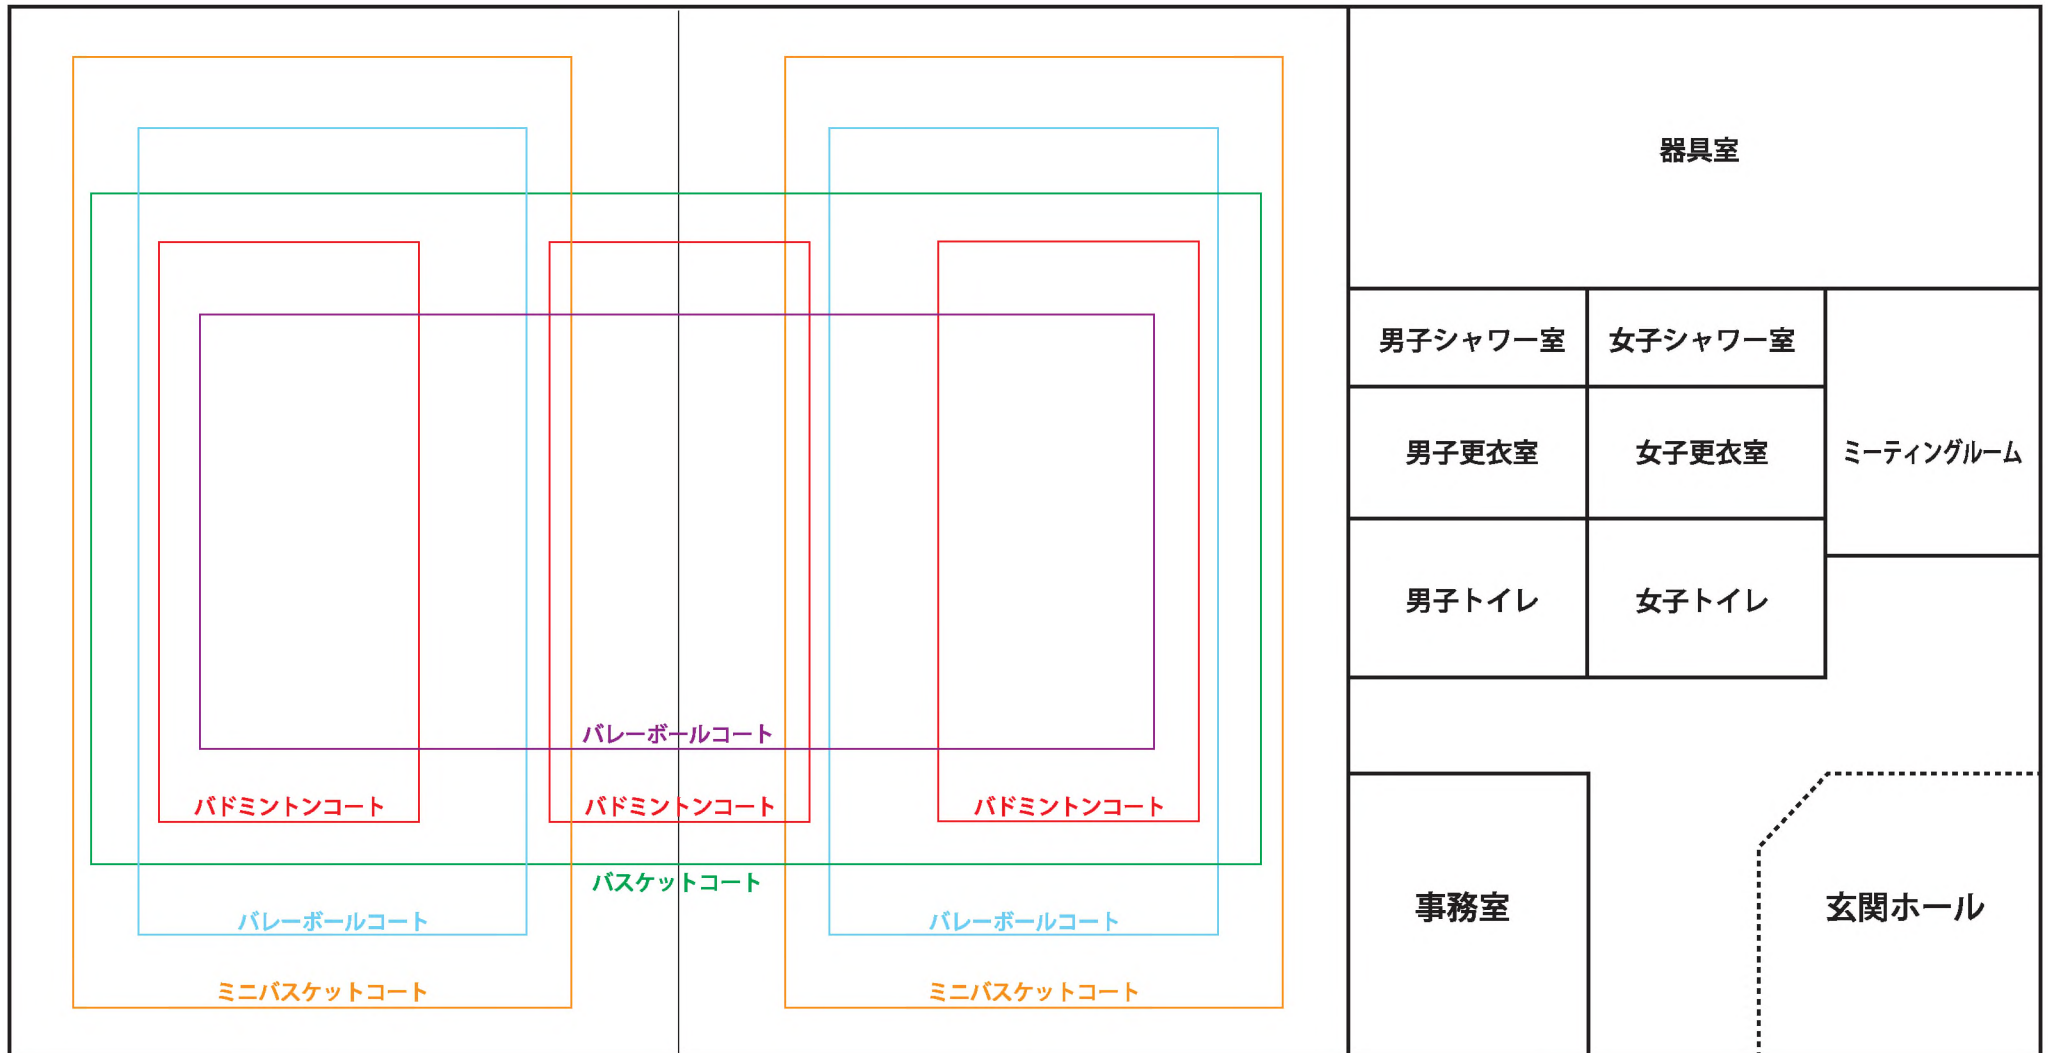 器具室
男子シャワー室
女子シャワー室
男子更衣室
女子更衣室
ミーティングルーム
男子トイレ
女子トイレ
バレーボールコート
バドミントンコート
バドミントンコート
バドミントンコート
バスケットコート
バレーボールコート
バレーボールコート
ミニバスケットコート
ミニバスケットコート
事務室
玄関ホール